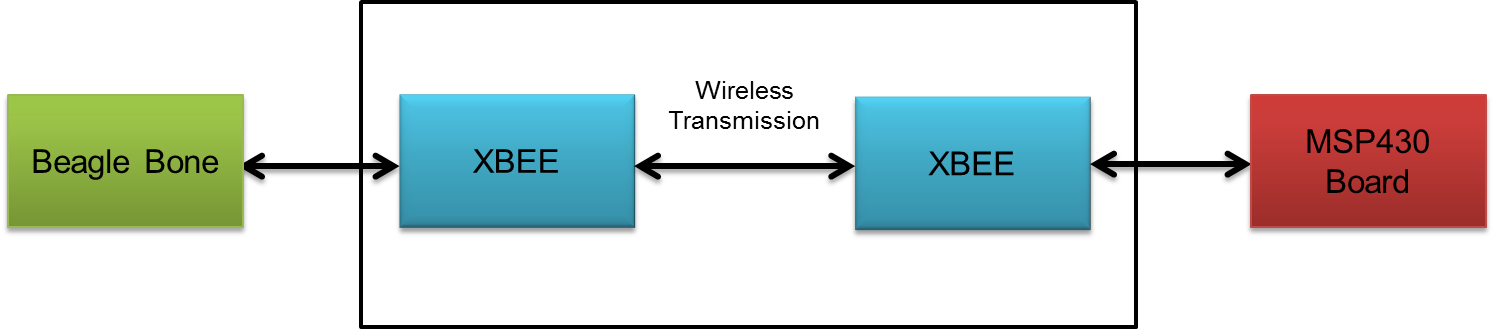 Beagle Bone
XBEE
Wireless
Transmission
XBEE
MSP430
Board